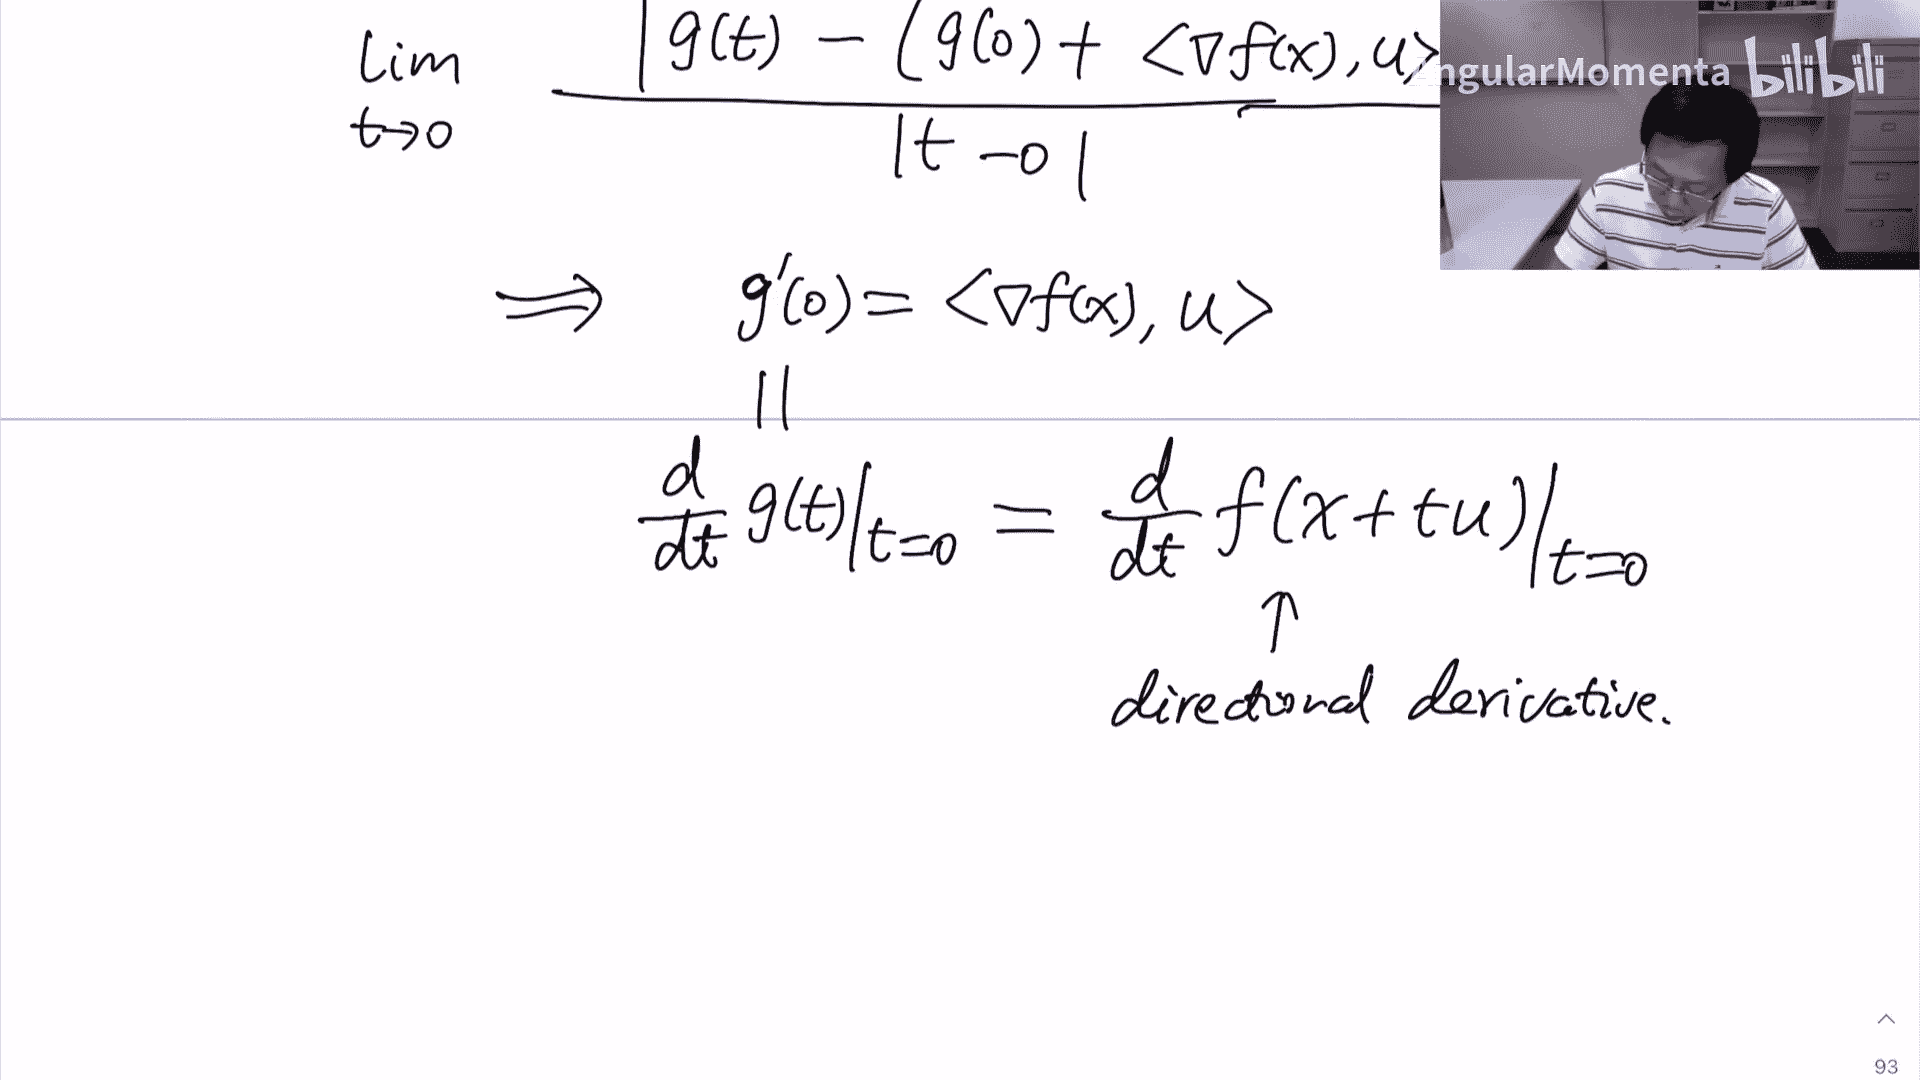 lim t→0 |g(t) − (g(0) + <∇f(x), u>
|t − 0|
AngularMomenta bilibili
⟹ g'(0) = <∇f(x), u>
||
d/dt g(t)|t=0 = d/dt f(x+tu)|t=0
↑
directional derivative.
93